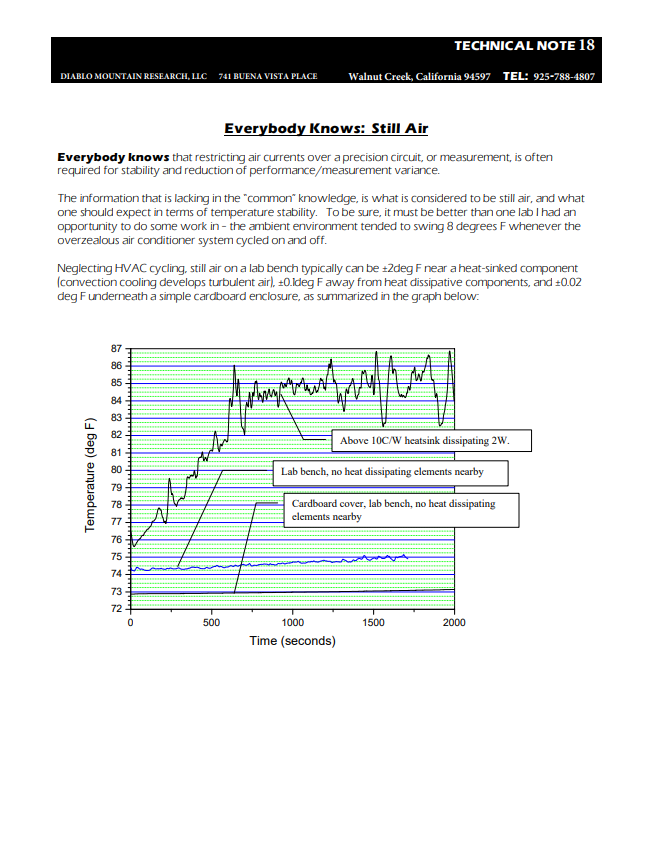 TECHNICAL NOTE 18
DIABLO MOUNTAIN RESEARCH, LLC 741 BUENA VISTA PLACE Walnut Creek, California 94597 TEL: 925-788-4807
Everybody Knows: Still Air
Everybody knows that restricting air currents over a precision circuit, or measurement, is often
required for stability and reduction of performance/measurement variance.
The information that is lacking in the "common" knowledge, is what is considered to be still air, and what
one should expect in terms of temperature stability. To be sure, it must be better than one lab I had an
opportunity to do some work in – the ambient environment tended to swing 8 degrees F whenever the
overzealous air conditioner system cycled on and off.
Neglecting HVAC cycling, still air on a lab bench typically can be ±2deg F near a heat-sinked component
(convection cooling develops turbulent air), ±0.1deg F away from heat dissipative components, and ±0.02
deg F underneath a simple cardboard enclosure, as summarized in the graph below:
87
86
85
84
83
82
81
80
79
78
77
76
75
74
73
72
Temperature (deg F)
Above 10C/W heatsink dissipating 2W.
Lab bench, no heat dissipating elements nearby
Cardboard cover, lab bench, no heat dissipating
elements nearby
0 500 1000 1500 2000
Time (seconds)